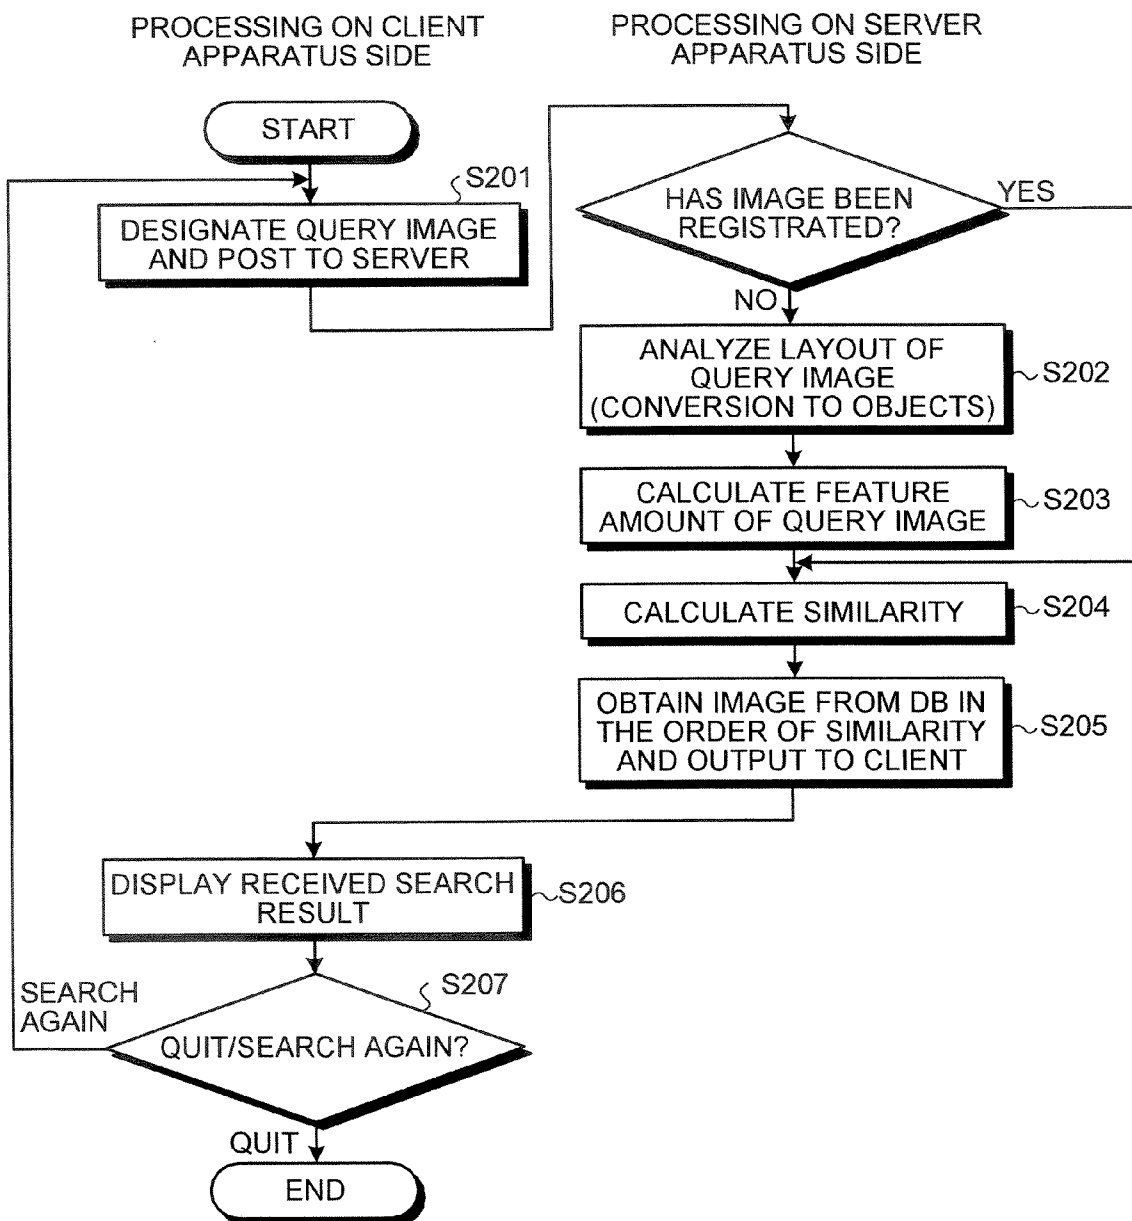 PROCESSING ON CLIENT
APPARATUS SIDE
PROCESSING ON SERVER
APPARATUS SIDE
START
S201
DESIGNATE QUERY IMAGE
AND POST TO SERVER
HAS IMAGE BEEN
REGISTRATED?
YES
NO
ANALYZE LAYOUT OF
QUERY IMAGE
(CONVERSION TO OBJECTS)
S202
CALCULATE FEATURE
AMOUNT OF QUERY IMAGE
S203
CALCULATE SIMILARITY
S204
OBTAIN IMAGE FROM DB IN
THE ORDER OF SIMILARITY
AND OUTPUT TO CLIENT
S205
DISPLAY RECEIVED SEARCH
RESULT
S206
S207
SEARCH
AGAIN
QUIT/SEARCH AGAIN?
QUIT
END